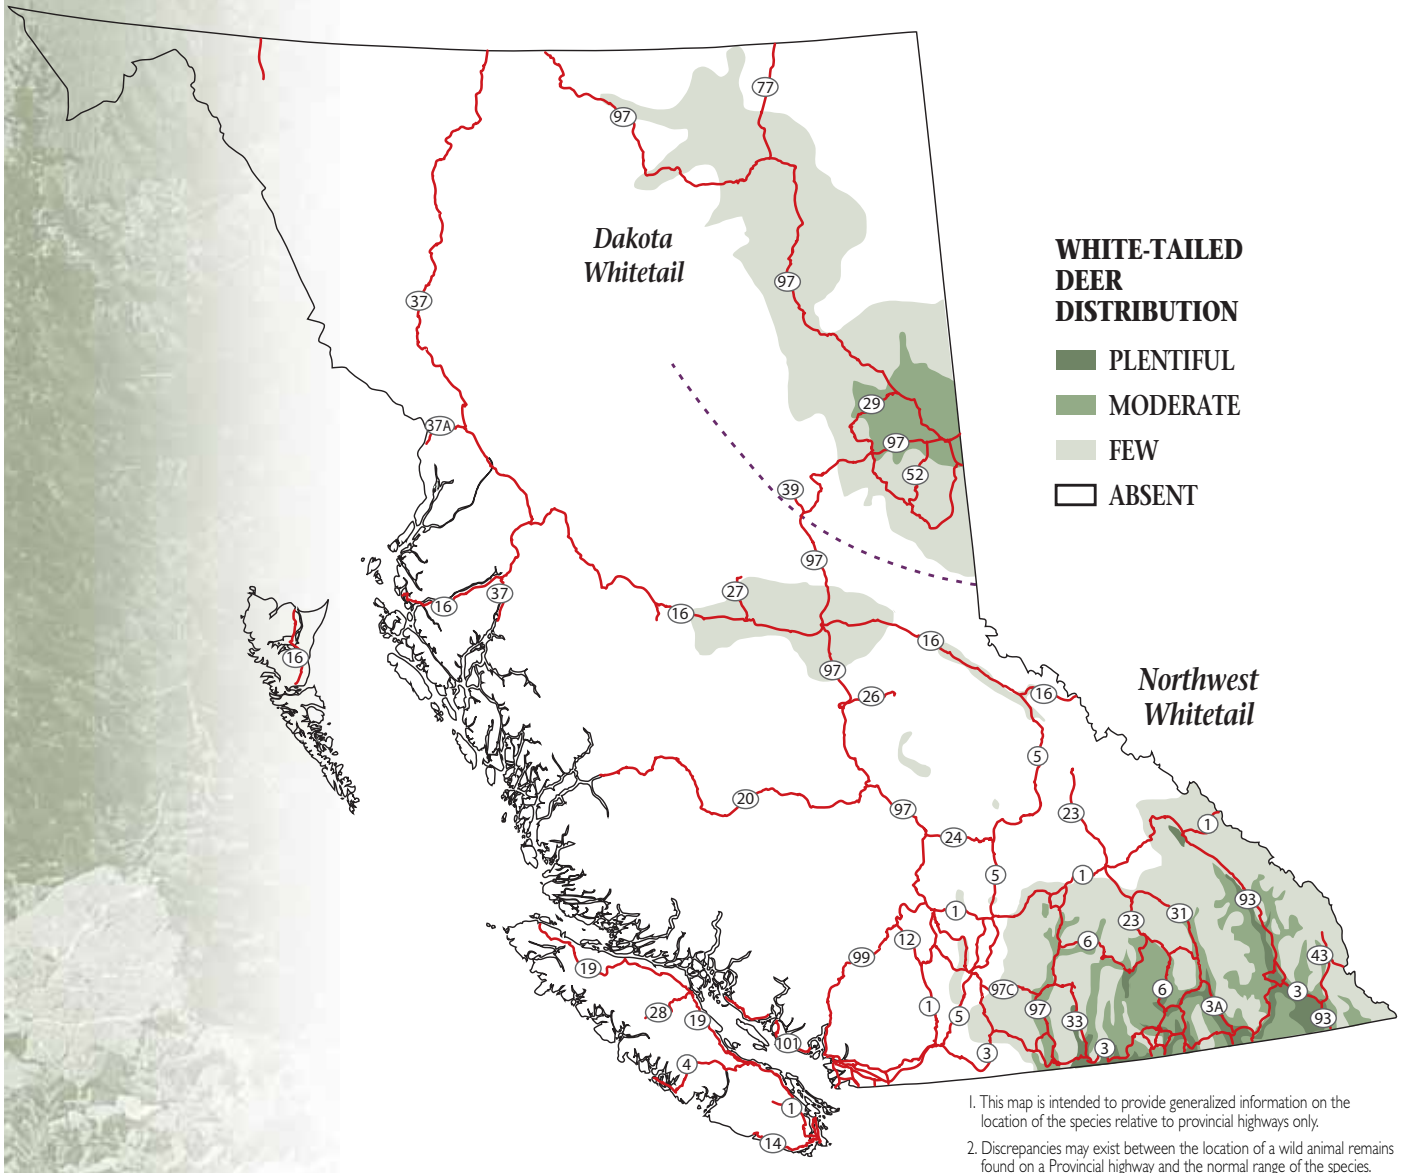 77
97
Dakota
Whitetail
97
37
WHITE-TAILED
DEER
DISTRIBUTION
PLENTIFUL
MODERATE
FEW
ABSENT
29
37A
97
52
39
97
27
37
16
16
16
16
97
26
16
Northwest
Whitetail
5
20
97
23
1
24
5
1
93
1
31
23
12
6
99
43
19
97C
6
3
28
1
5
97
33
3A
93
19
101
3
3
4
1
14
1. This map is intended to provide generalized information on the
location of the species relative to provincial highways only.
2. Discrepancies may exist between the location of a wild animal remains
found on a Provincial highway and the normal range of the species.